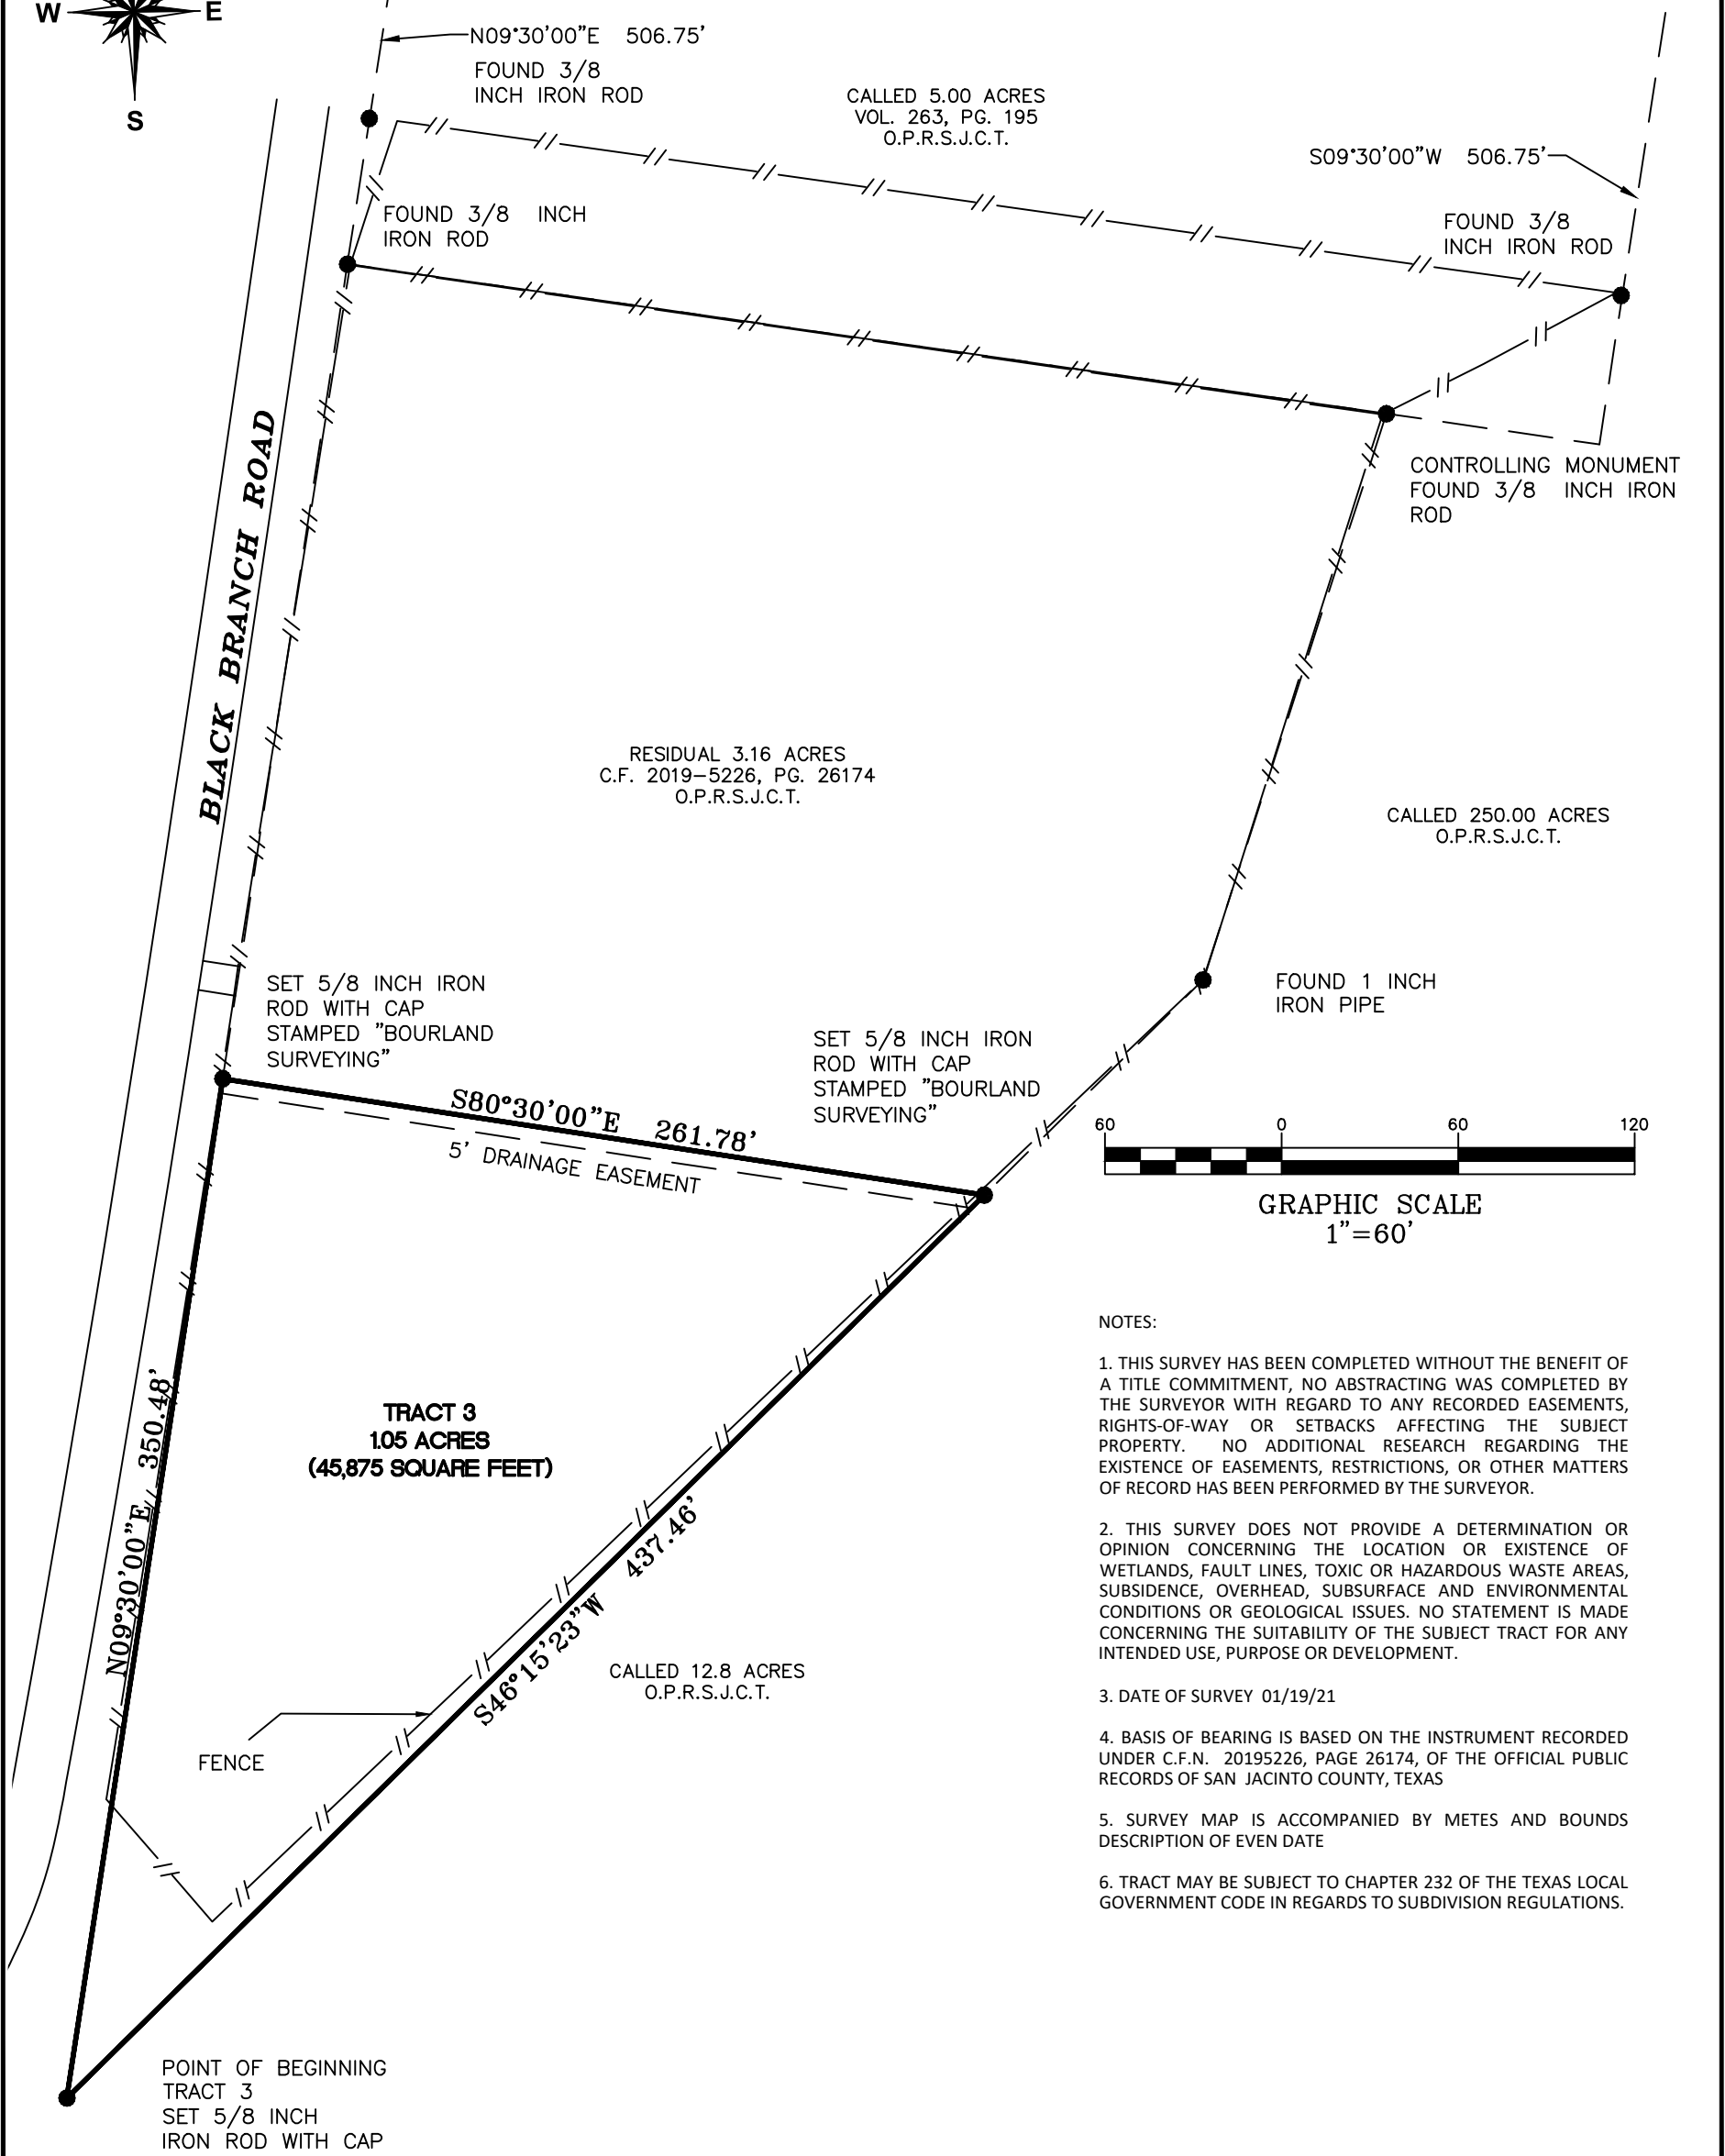 W
E
S
N09°30'00"E 506.75'
FOUND 3/8
INCH IRON ROD
CALLED 5.00 ACRES
VOL. 263, PG. 195
O.P.R.S.J.C.T.
S09°30'00"W 506.75'
FOUND 3/8
INCH IRON ROD
FOUND 3/8 INCH
IRON ROD
CONTROLLING MONUMENT
FOUND 3/8 INCH IRON
ROD
BLACK BRANCH ROAD
RESIDUAL 3.16 ACRES
C.F. 2019-5226, PG. 26174
O.P.R.S.J.C.T.
CALLED 250.00 ACRES
O.P.R.S.J.C.T.
SET 5/8 INCH IRON
ROD WITH CAP
STAMPED "BOURLAND
SURVEYING"
FOUND 1 INCH
IRON PIPE
SET 5/8 INCH IRON
ROD WITH CAP
STAMPED "BOURLAND
SURVEYING"
S80°30'00"E 261.78'
5' DRAINAGE EASEMENT
60 0 60 120
GRAPHIC SCALE
1"=60'
N09°30'00"E 350.48'
TRACT 3
1.05 ACRES
(45,875 SQUARE FEET)
S46°15'23"W 437.46'
CALLED 12.8 ACRES
O.P.R.S.J.C.T.
FENCE
POINT OF BEGINNING
TRACT 3
SET 5/8 INCH
IRON ROD WITH CAP
NOTES:
1. THIS SURVEY HAS BEEN COMPLETED WITHOUT THE BENEFIT OF
A TITLE COMMITMENT, NO ABSTRACTING WAS COMPLETED BY
THE SURVEYOR WITH REGARD TO ANY RECORDED EASEMENTS,
RIGHTS-OF-WAY OR SETBACKS AFFECTING THE SUBJECT
PROPERTY. NO ADDITIONAL RESEARCH REGARDING THE
EXISTENCE OF EASEMENTS, RESTRICTIONS, OR OTHER MATTERS
OF RECORD HAS BEEN PERFORMED BY THE SURVEYOR.
2. THIS SURVEY DOES NOT PROVIDE A DETERMINATION OR
OPINION CONCERNING THE LOCATION OR EXISTENCE OF
WETLANDS, FAULT LINES, TOXIC OR HAZARDOUS WASTE AREAS,
SUBSIDENCE, OVERHEAD, SUBSURFACE AND ENVIRONMENTAL
CONDITIONS OR GEOLOGICAL ISSUES. NO STATEMENT IS MADE
CONCERNING THE SUITABILITY OF THE SUBJECT TRACT FOR ANY
INTENDED USE, PURPOSE OR DEVELOPMENT.
3. DATE OF SURVEY 01/19/21
4. BASIS OF BEARING IS BASED ON THE INSTRUMENT RECORDED
UNDER C.F.N. 20195226, PAGE 26174, OF THE OFFICIAL PUBLIC
RECORDS OF SAN JACINTO COUNTY, TEXAS
5. SURVEY MAP IS ACCOMPANIED BY METES AND BOUNDS
DESCRIPTION OF EVEN DATE
6. TRACT MAY BE SUBJECT TO CHAPTER 232 OF THE TEXAS LOCAL
GOVERNMENT CODE IN REGARDS TO SUBDIVISION REGULATIONS.